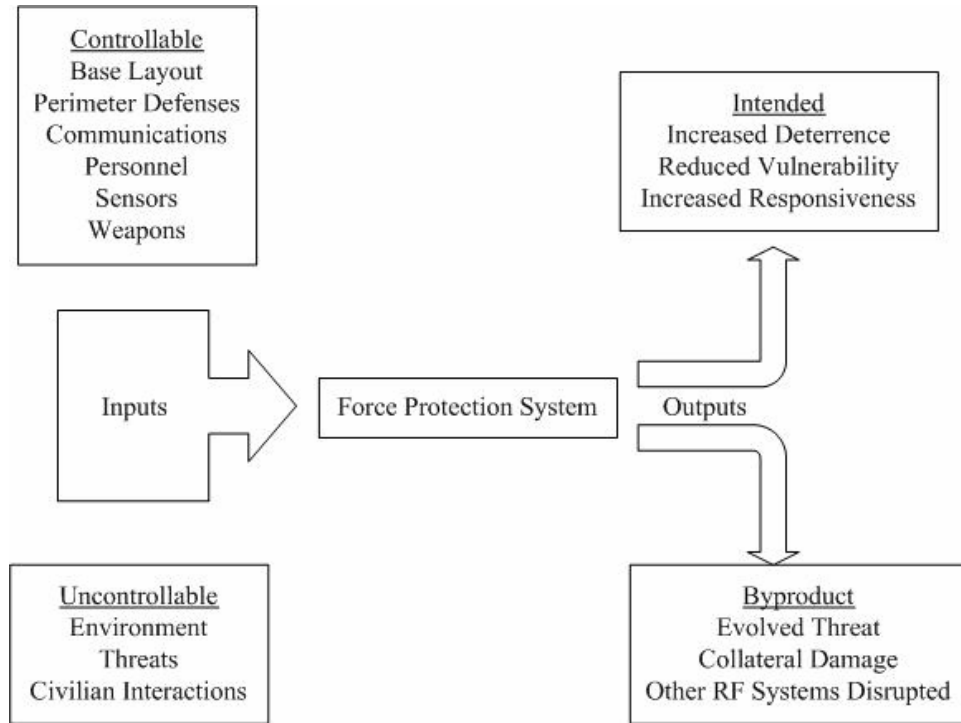 Controllable
Base Layout
Perimeter Defenses
Communications
Personnel
Sensors
Weapons
Intended
Increased Deterrence
Reduced Vulnerability
Increased Responsiveness
Inputs
Force Protection System
Outputs
Uncontrollable
Environment
Threats
Civilian Interactions
Byproduct
Evolved Threat
Collateral Damage
Other RF Systems Disrupted